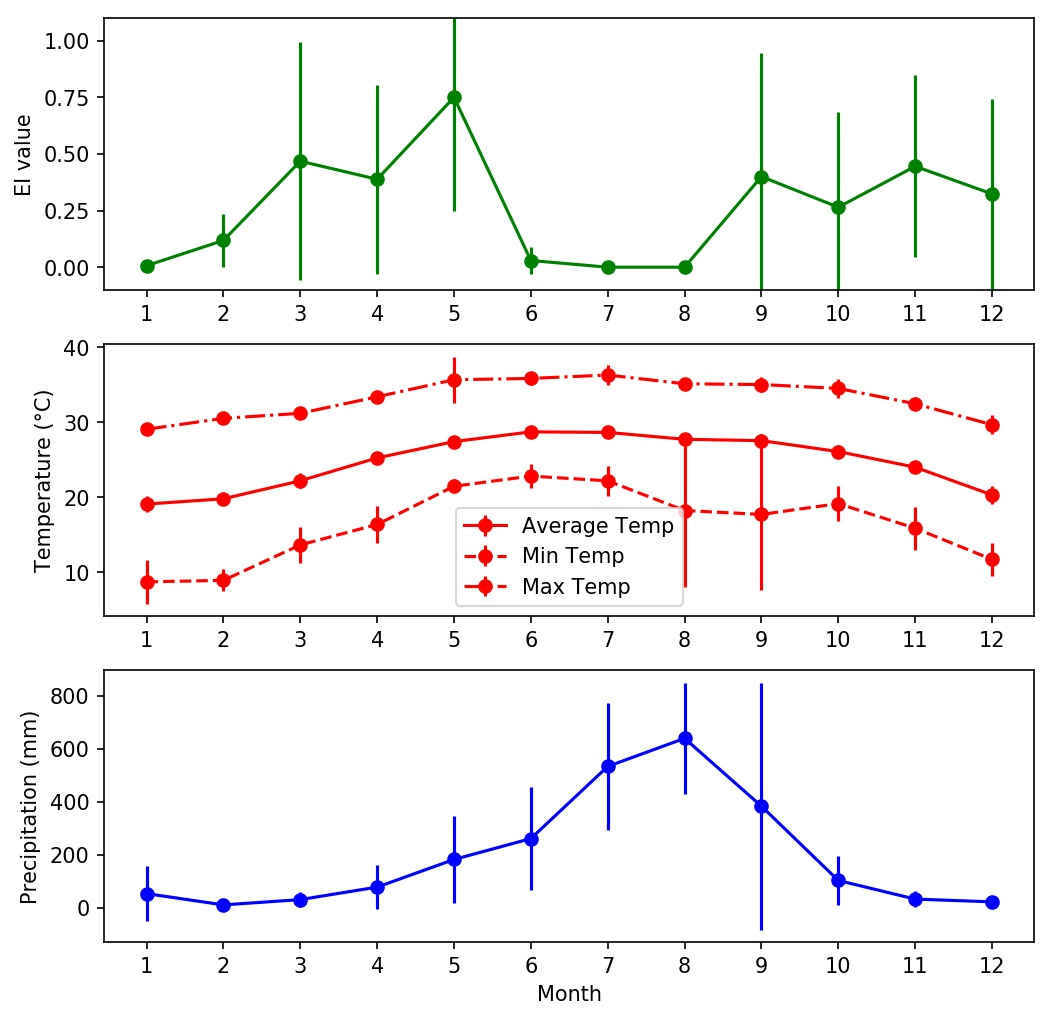 EI value
1.00
0.75
0.50
0.25
0.00
1 2 3 4 5 6 7 8 9 10 11 12
Temperature (°C)
40
30
20
10
Average Temp
Min Temp
Max Temp
1 2 3 4 5 6 7 8 9 10 11 12
Precipitation (mm)
800
600
400
200
0
1 2 3 4 5 6 7 8 9 10 11 12
Month